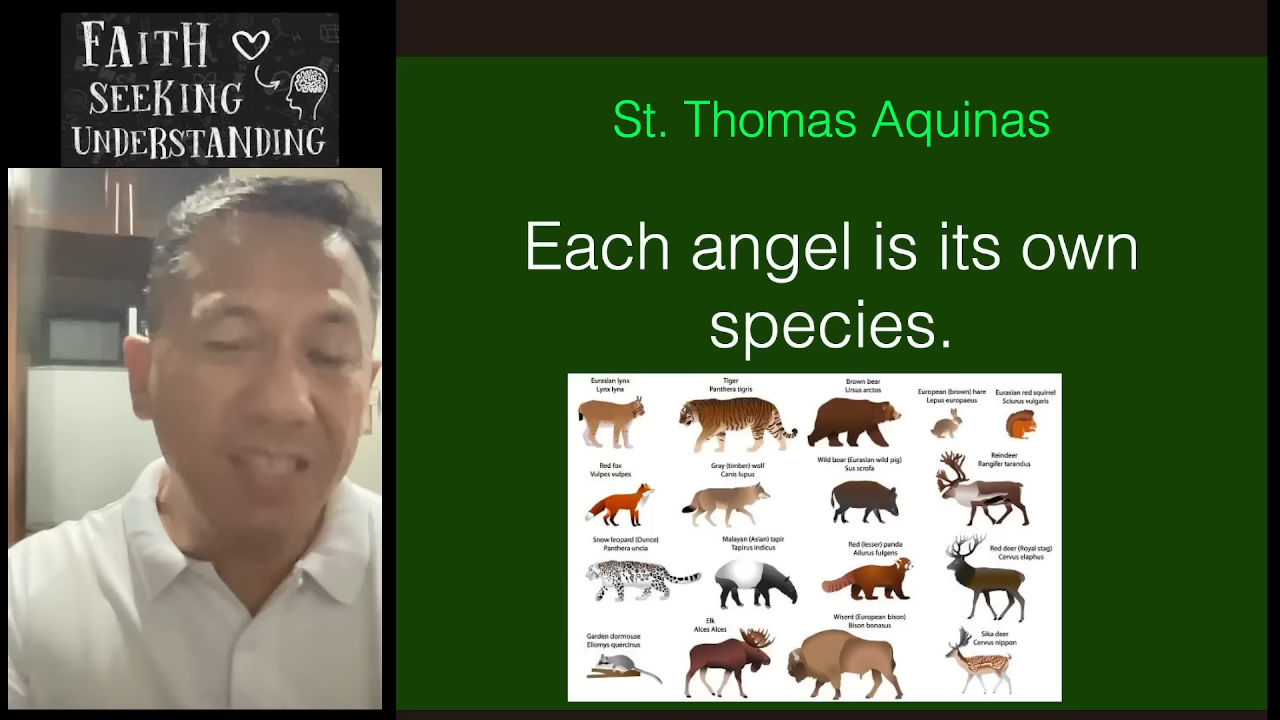 FAITH
SEEKING
UNDERSTANDING
St. Thomas Aquinas
Each angel is its own
species.
Eurasian lynx
Lynx lynx
Tiger
Panthera tigris
Brown bear
Ursus arctos
European (brown) hare
Lepus europaeus
Eurasian red squirrel
Sciurus vulgaris
Red fox
Vulpes vulpes
Gray (timber) wolf
Canis lupus
Wild boar (Eurasian wild pig)
Sus scrofa
Reindeer
Rangifer tarandus
Snow leopard (Ounce)
Panthera uncia
Malayan (Asian) tapir
Tapirus indicus
Red (lesser) panda
Ailurus fulgens
Red deer (Royal stag)
Cervus elaphus
Garden dormouse
Eliomys quercinus
Elk
Alces Alces
Wisent (European bison)
Bison bonasus
Sika deer
Cervus nippon